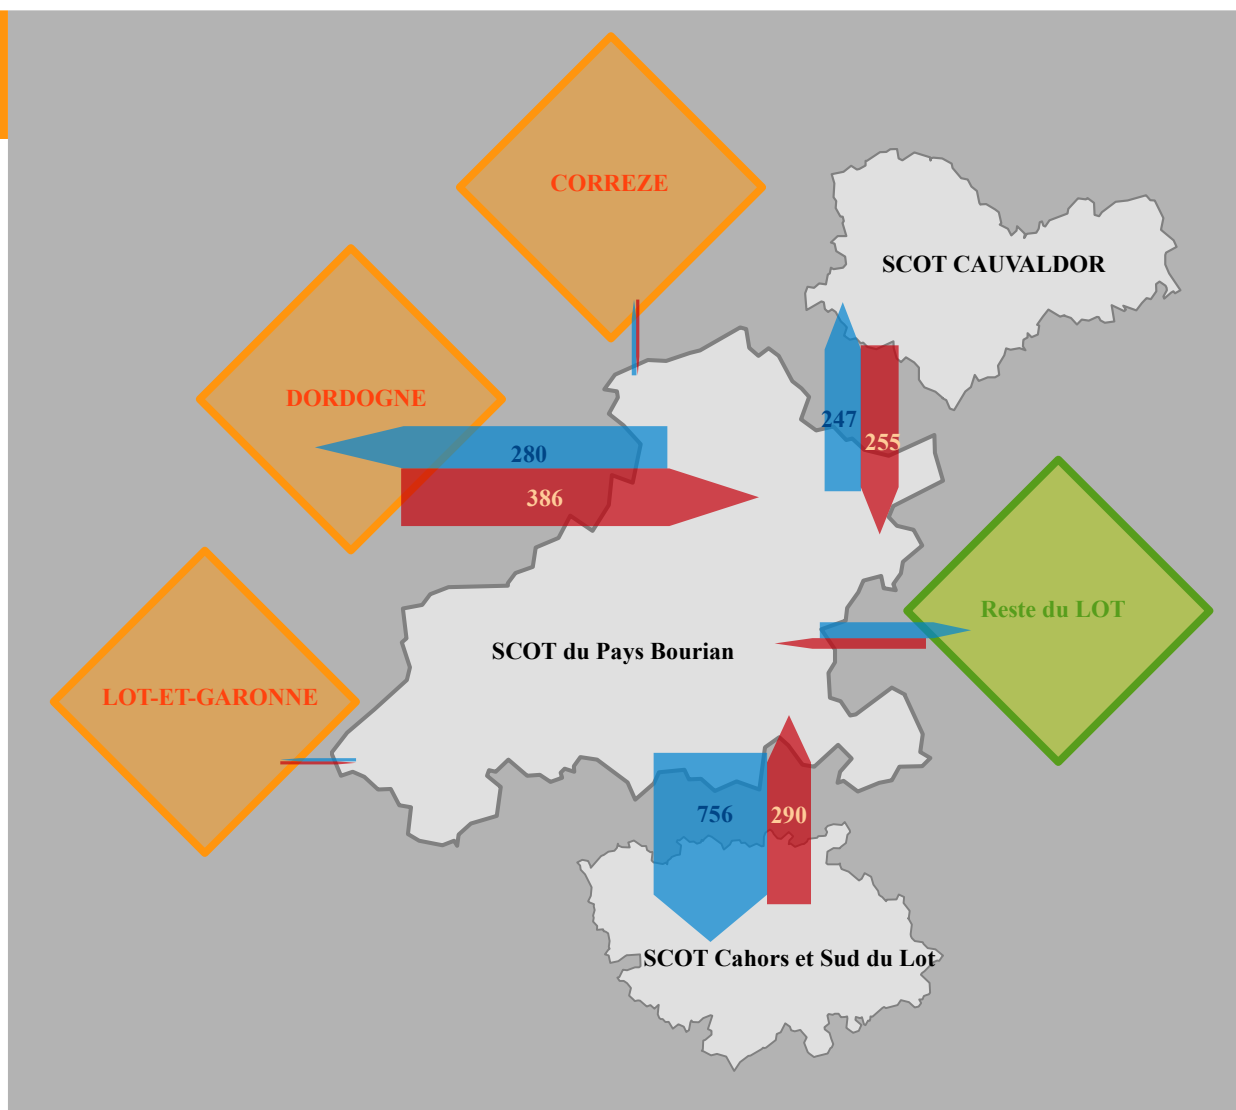 CORREZE
SCOT CAUVALDOR
DORDOGNE
247
255
280
386
Reste du LOT
SCOT du Pays Bourian
LOT-ET-GARONNE
756
290
SCOT Cahors et Sud du Lot